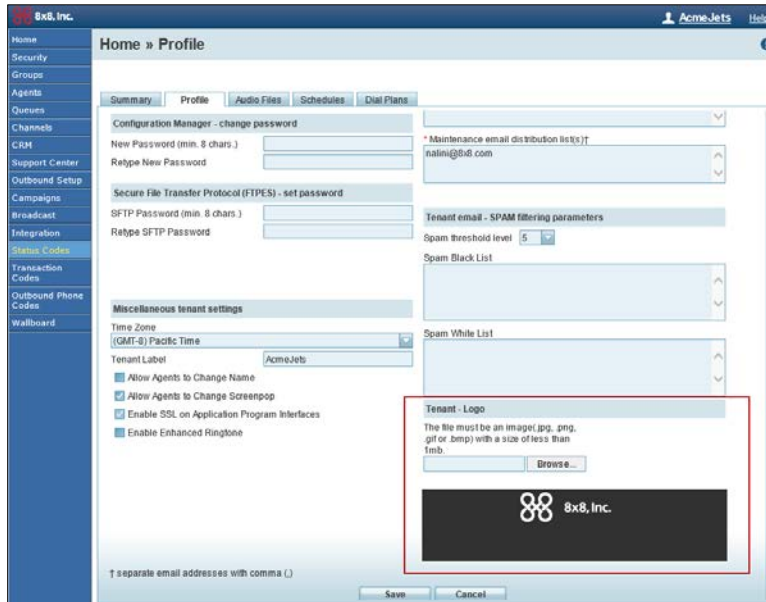 8x8, Inc.
AcmeJets
Help
Home
Security
Groups
Agents
Queues
Channels
CRM
Support Center
Outbound Setup
Campaigns
Broadcast
Integration
Status Codes
Transaction
Codes
Outbound Phone
Codes
Wallboard
Home » Profile
Summary Profile Audio Files Schedules Dial Plans
Configuration Manager - change password
New Password (min. 8 chars.)
Retype New Password
Secure File Transfer Protocol (FTPES) - set password
SFTP Password (min. 8 chars.)
Retype SFTP Password
Miscellaneous tenant settings
Time Zone
(GMT-8) Pacific Time
Tenant Label AcmeJets
Allow Agents to Change Name
Allow Agents to Change Screenpop
Enable SSL on Application Program Interfaces
Enable Enhanced Ringtone
* Maintenance email distribution list(s)†
nalini@8x8.com
Tenant email - SPAM filtering parameters
Spam threshold level 5
Spam Black List
Spam White List
Tenant - Logo
The file must be an image(.jpg, .png,
.gif or .bmp) with a size of less than
1mb.
Browse...
8x8, Inc.
† separate email addresses with comma (,)
Save Cancel